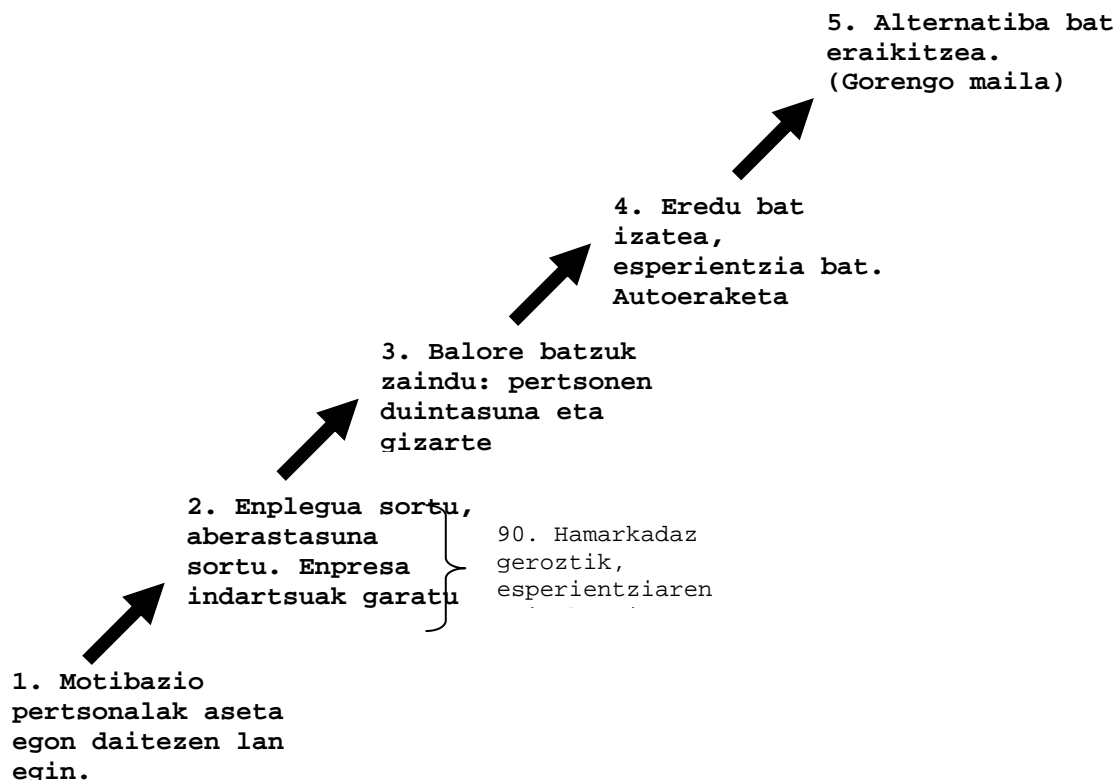 5. Alternatiba bat
eraikitzea.
(Gorengo maila)
4. Eredu bat
izatea,
esperientzia bat.
Autoeraketa
3. Balore batzuk
zaindu: pertsonen
duintasuna eta
gizarte
2. Enplegua sortu,
aberastasuna
sortu. Enpresa
indartsuak garatu
90. Hamarkadaz
geroztik,
esperientziaren
1. Motibazio
pertsonalak aseta
egon daitezen lan
egin.